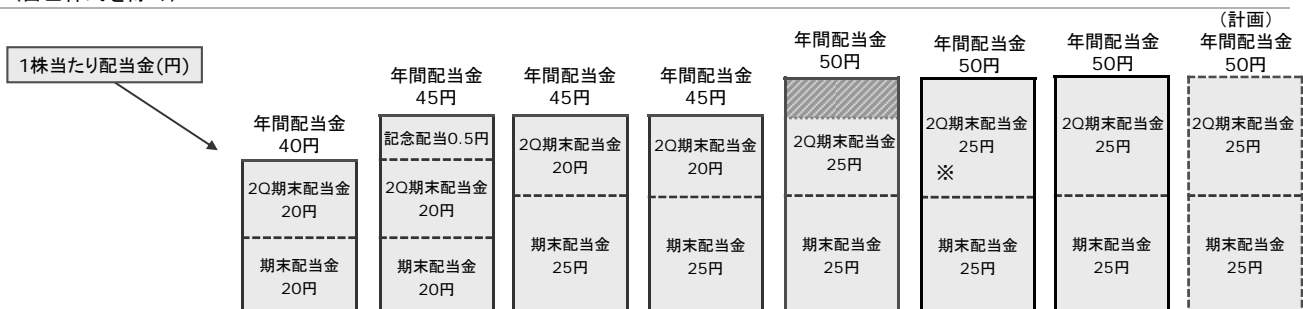 1株当たり配当金(円)
年間配当金
40円
2Q期末配当金
20円
期末配当金
20円
年間配当金
45円
記念配当0.5円
2Q期末配当金
20円
期末配当金
20円
年間配当金
45円
2Q期末配当金
20円
期末配当金
25円
年間配当金
45円
2Q期末配当金
20円
期末配当金
25円
年間配当金
50円
2Q期末配当金
25円
期末配当金
25円
年間配当金
50円
2Q期末配当金
25円
※
期末配当金
25円
年間配当金
50円
2Q期末配当金
25円
期末配当金
25円
(計画)
年間配当金
50円
2Q期末配当金
25円
期末配当金
25円